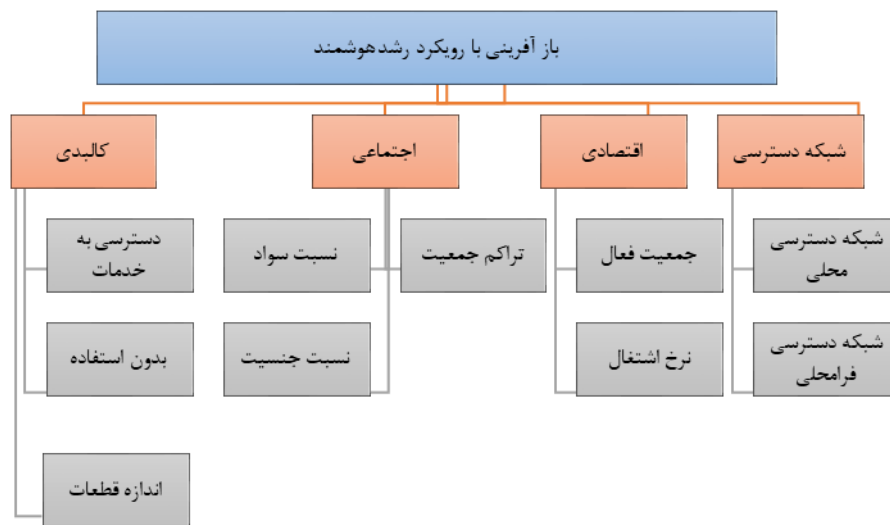 باز آفرینی با رویکرد رشدهوشمند
شبکه دسترسی
اقتصادی
اجتماعی
کالبدی
شبکه دسترسی
محلی
جمعیت فعال
تراکم جمعیت
نسبت سواد
دسترسی به
خدمات
شبکه دسترسی
فرامحلی
نرخ اشتغال
نسبت جنسیت
بدون استفاده
اندازه قطعات